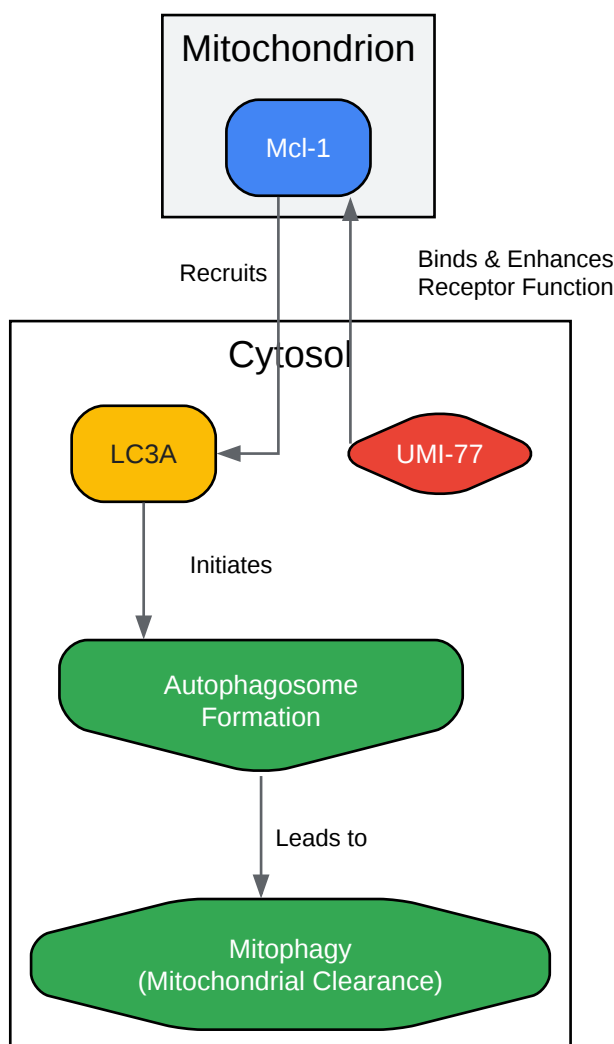 Mitochondrion
Mcl-1
Recruits
Binds & Enhances
Receptor Function
Cytosol
LC3A
UMI-77
Initiates
Autophagosome
Formation
Leads to
Mitophagy
(Mitochondrial Clearance)